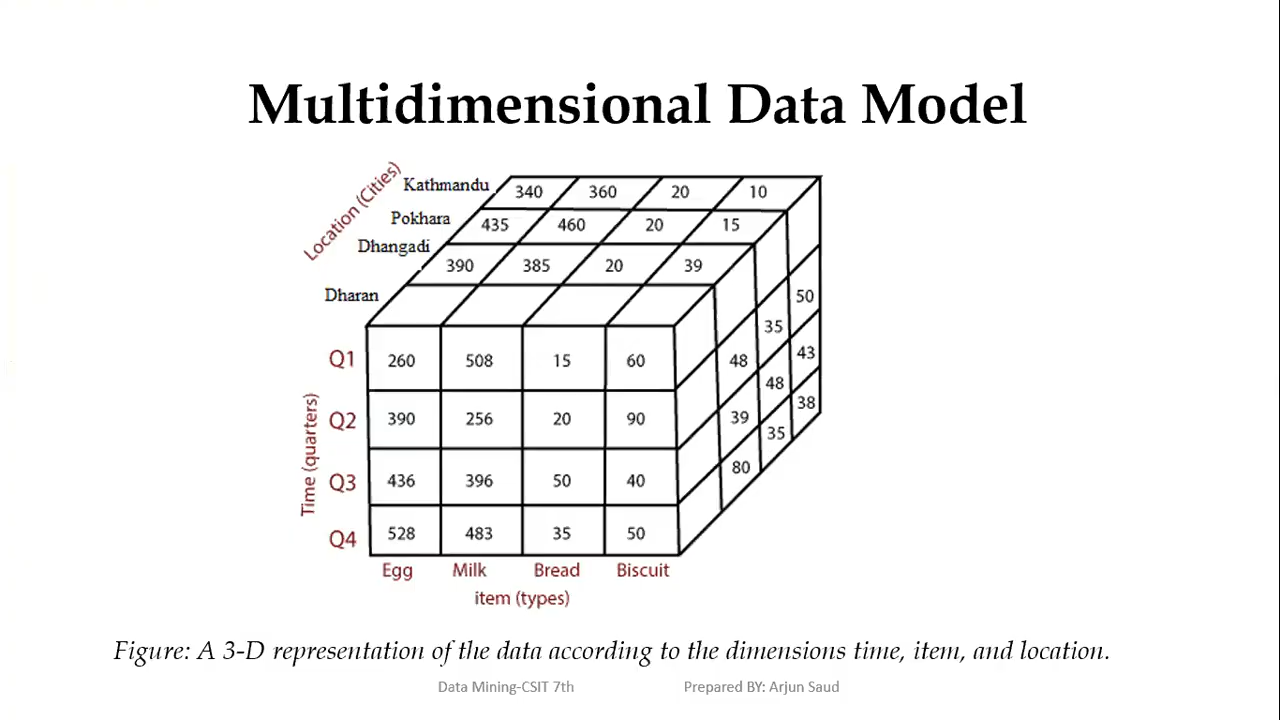 Multidimensional Data Model
Location (Cities)
Kathmandu 340 360 20 10
Pokhara 435 460 20 15
Dhangadi 390 385 20 39
Dharan
Q1 260 508 15 60
Q2 390 256 20 90
Q3 436 396 50 40
Q4 528 483 35 50
48 35 50
39 48 43
80 35 38
Time (quarters)
Egg Milk Bread Biscuit
item (types)
Figure: A 3-D representation of the data according to the dimensions time, item, and location.
Data Mining-CSIT 7th Prepared BY: Arjun Saud